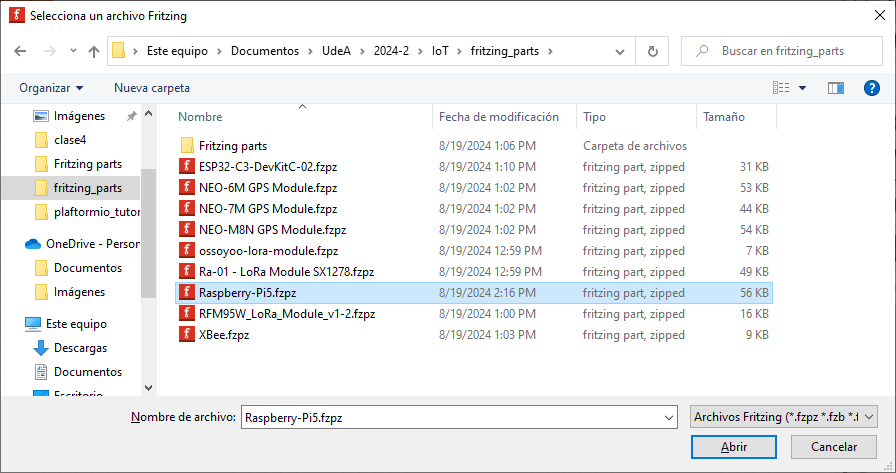 Selecciona un archivo Fritzing
Este equipo > Documentos > UdeA > 2024-2 > IoT > fritzing_parts >
Buscar en fritzing_parts
Organizar
Nueva carpeta
Nombre Fecha de modificación Tipo Tamaño
Imágenes
clase4
Fritzing parts
fritzing_parts
plaftormio_tutor
OneDrive - Person
Documentos
Imágenes
Este equipo
Descargas
Documentos
Escritorio
Fritzing parts 8/19/2024 1:06 PM Carpeta de archivos
ESP32-C3-DevKitC-02.fzpz 8/19/2024 1:10 PM fritzing part, zipped 31 KB
NEO-6M GPS Module.fzpz 8/19/2024 1:02 PM fritzing part, zipped 53 KB
NEO-7M GPS Module.fzpz 8/19/2024 1:02 PM fritzing part, zipped 44 KB
NEO-M8N GPS Module.fzpz 8/19/2024 1:02 PM fritzing part, zipped 54 KB
ossoyoo-lora-module.fzpz 8/19/2024 12:59 PM fritzing part, zipped 7 KB
Ra-01 - LoRa Module SX1278.fzpz 8/19/2024 12:59 PM fritzing part, zipped 49 KB
Raspberry-Pi5.fzpz 8/19/2024 2:16 PM fritzing part, zipped 56 KB
RFM95W_LoRa_Module_v1-2.fzpz 8/19/2024 1:00 PM fritzing part, zipped 16 KB
XBee.fzpz 8/19/2024 1:03 PM fritzing part, zipped 9 KB
Nombre de archivo: Raspberry-Pi5.fzpz
Archivos Fritzing (*.fzpz *.fzb *.f
Abrir
Cancelar